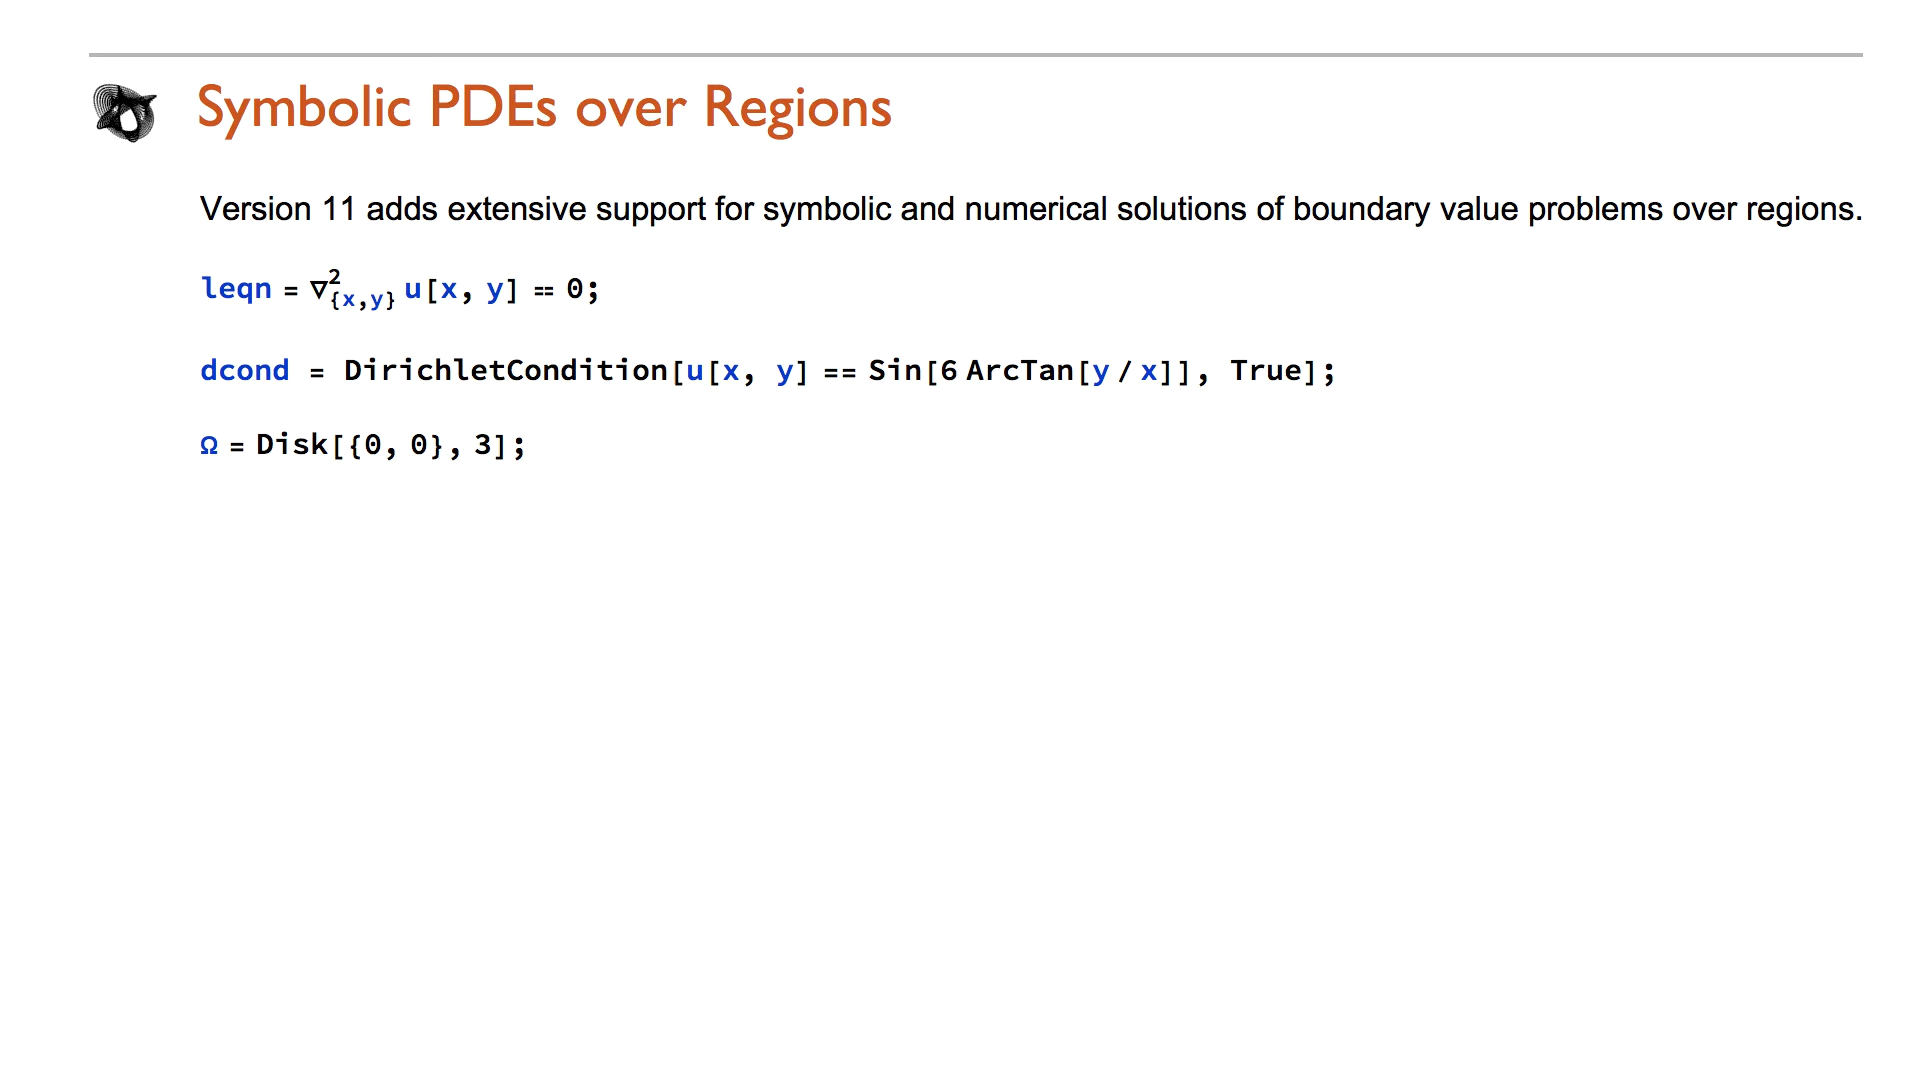 Symbolic PDEs over Regions
Version 11 adds extensive support for symbolic and numerical solutions of boundary value problems over regions.
leqn = ∇²{x,y} u[x, y] == 0;
dcond = DirichletCondition[u[x, y] == Sin[6 ArcTan[y / x]], True];
Ω = Disk[{0, 0}, 3];